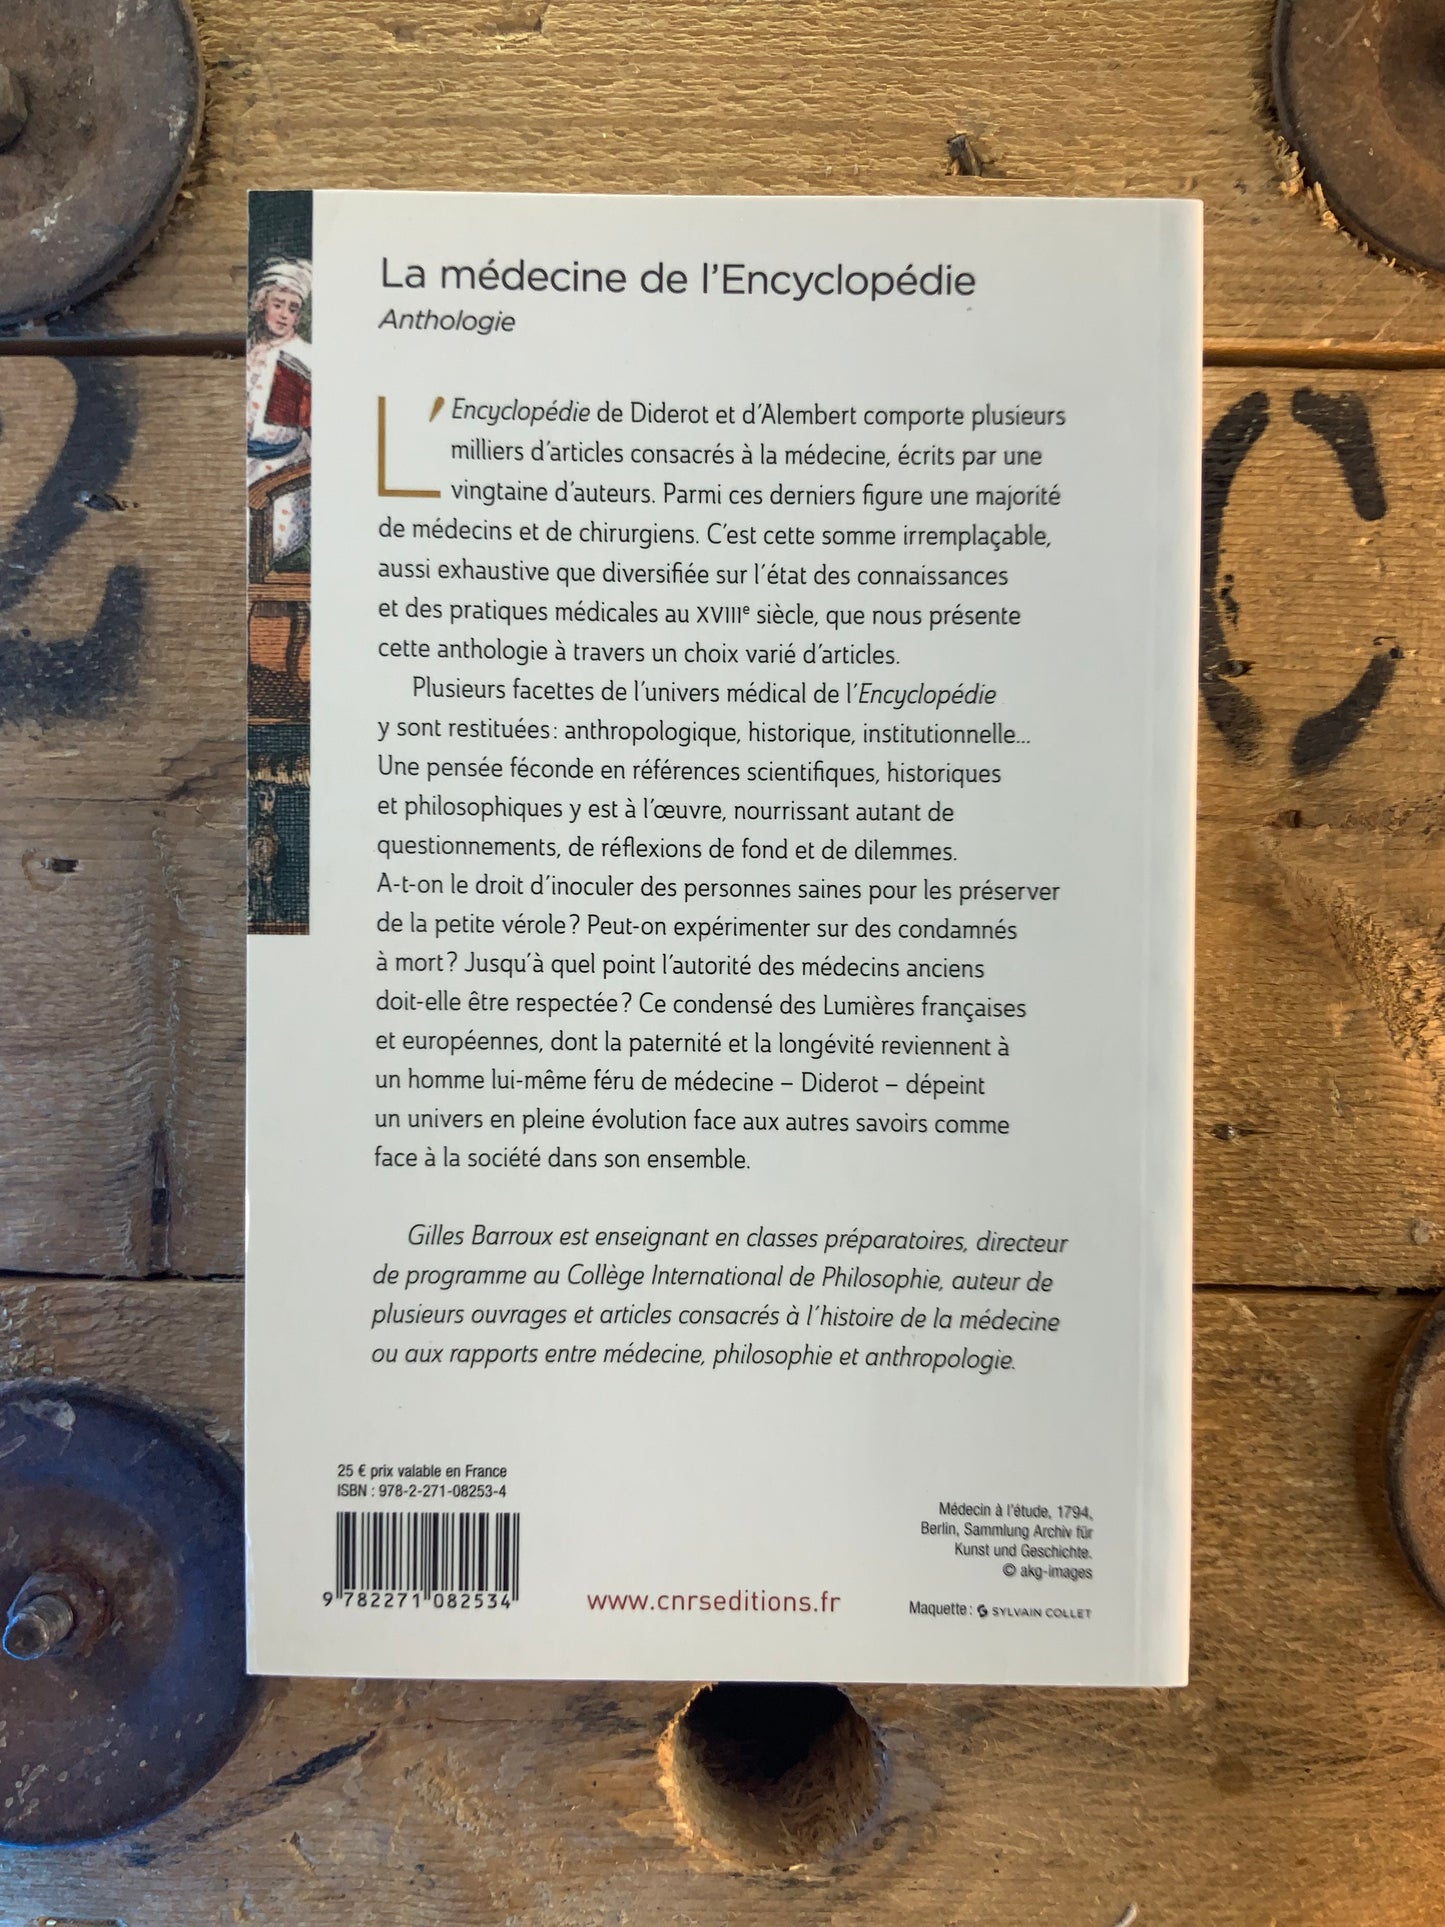 La médecine de l'Encyclopédie
Anthologie
L'Encyclopédie de Diderot et d'Alembert comporte plusieurs
milliers d'articles consacrés à la médecine, écrits par une
vingtaine d'auteurs. Parmi ces derniers figure une majorité
de médecins et de chirurgiens. C'est cette somme irremplaçable,
aussi exhaustive que diversifiée sur l'état des connaissances
et des pratiques médicales au XVIIIe siècle, que nous présente
cette anthologie à travers un choix varié d'articles.
Plusieurs facettes de l'univers médical de l'Encyclopédie
y sont restituées : anthropologique, historique, institutionnelle...
Une pensée féconde en références scientifiques, historiques
et philosophiques y est à l'œuvre, nourrissant autant de
questionnements, de réflexions de fond et de dilemmes.
A-t-on le droit d'inoculer des personnes saines pour les préserver
de la petite vérole ? Peut-on expérimenter sur des condamnés
à mort ? Jusqu'à quel point l'autorité des médecins anciens
doit-elle être respectée ? Ce condensé des Lumières françaises
et européennes, dont la paternité et la longévité reviennent à
un homme lui-même féru de médecine – Diderot – dépeint
un univers en pleine évolution face aux autres savoirs comme
face à la société dans son ensemble.
Gilles Barroux est enseignant en classes préparatoires, directeur
de programme au Collège International de Philosophie, auteur de
plusieurs ouvrages et articles consacrés à l'histoire de la médecine
ou aux rapports entre médecine, philosophie et anthropologie.
25 € prix valable en France
ISBN : 978-2-271-08253-4
9 782271 082534
www.cnrseditions.fr
Médecin à l'étude, 1794,
Berlin, Sammlung Archiv für
Kunst und Geschichte.
© akg-images
Maquette : SYLVAIN COLLET